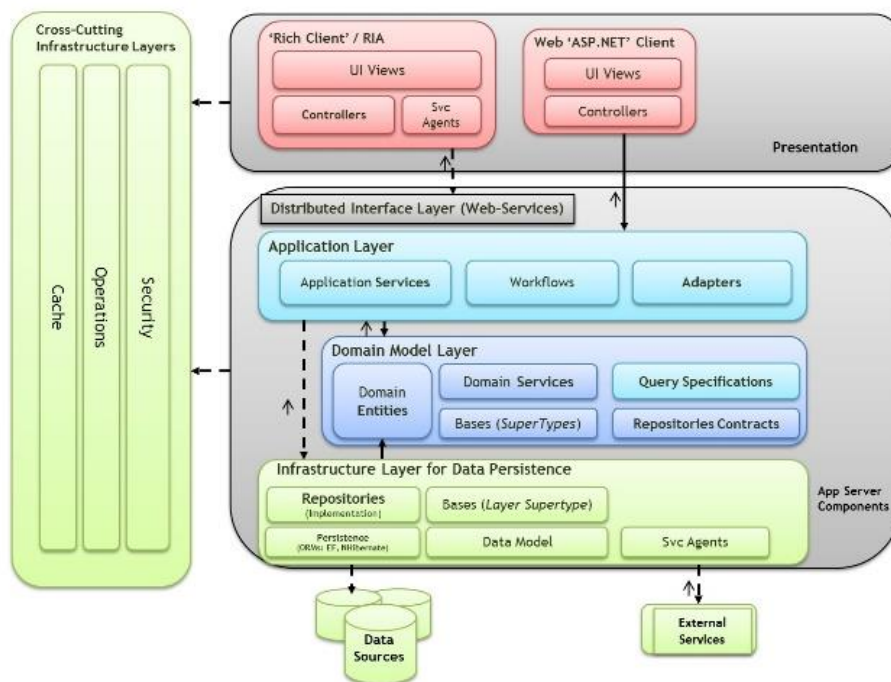 Cross-Cutting
Infrastructure Layers
Cache
Operations
Security
'Rich Client' / RIA
UI Views
Controllers
Svc
Agents
Web 'ASP.NET' Client
UI Views
Controllers
Presentation
Distributed Interface Layer (Web-Services)
Application Layer
Application Services
Workflows
Adapters
Domain Model Layer
Domain
Entities
Domain Services
Query Specifications
Bases (SuperTypes)
Repositories Contracts
Infrastructure Layer for Data Persistence
Repositories
(Implementation)
Bases (Layer Supertype)
Persistence
(ORMs: EF, NHibernate)
Data Model
Svc Agents
App Server
Components
Data
Sources
External
Services